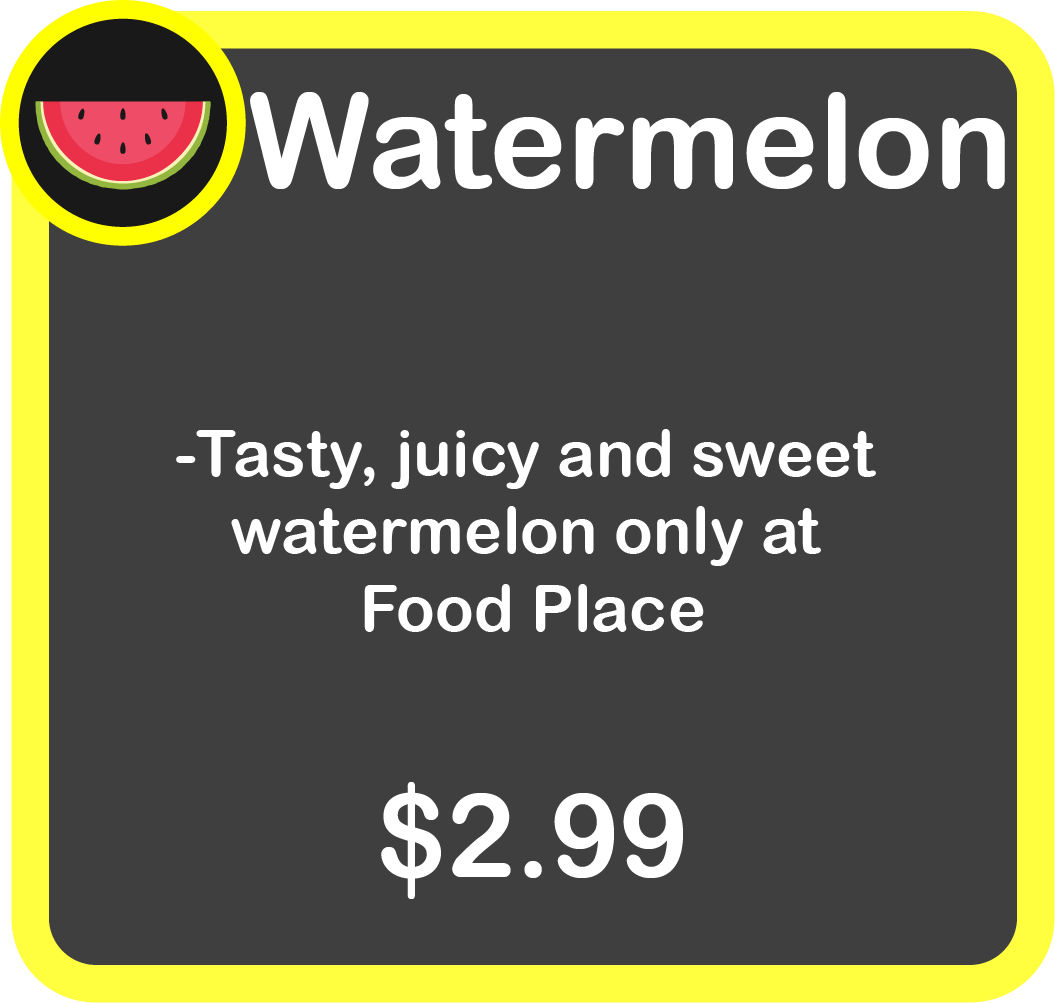 Watermelon
-Tasty, juicy and sweet
watermelon only at
Food Place
$2.99